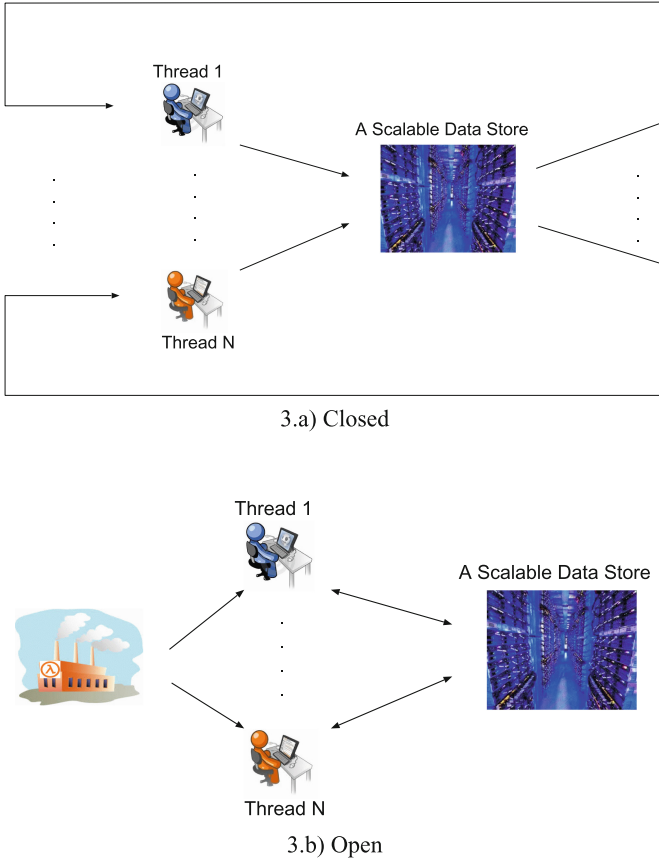 Thread 1
A Scalable Data Store
Thread N
3.a) Closed
Thread 1
A Scalable Data Store
λ
Thread N
3.b) Open